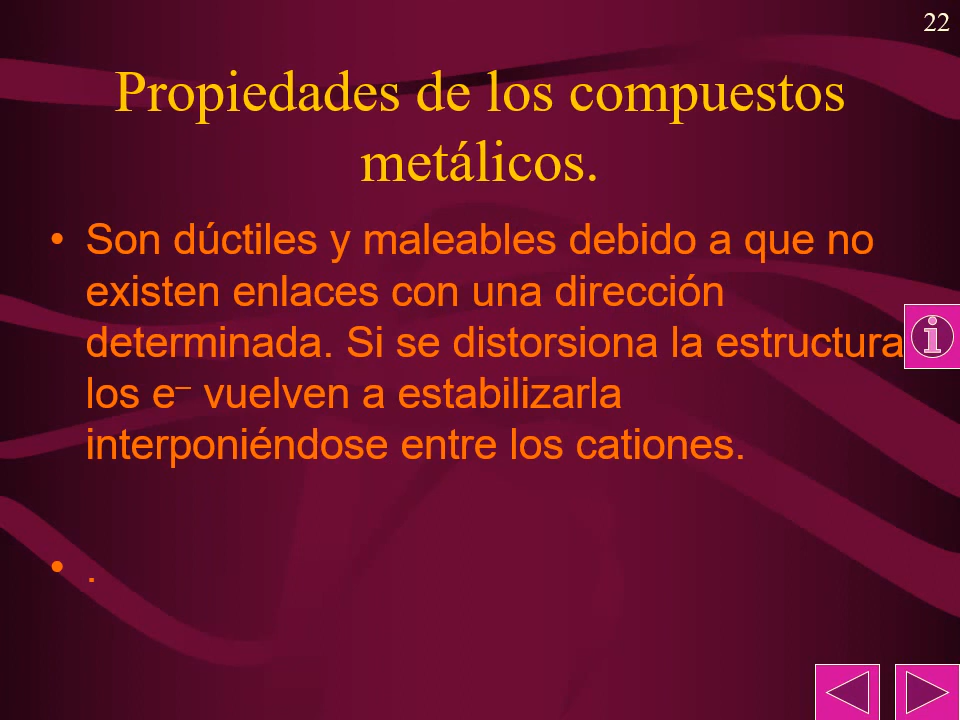 22
Propiedades de los compuestos
metálicos.
• Son dúctiles y maleables debido a que no
existen enlaces con una dirección
determinada. Si se distorsiona la estructura
los e– vuelven a estabilizarla
interponiéndose entre los cationes.
• .